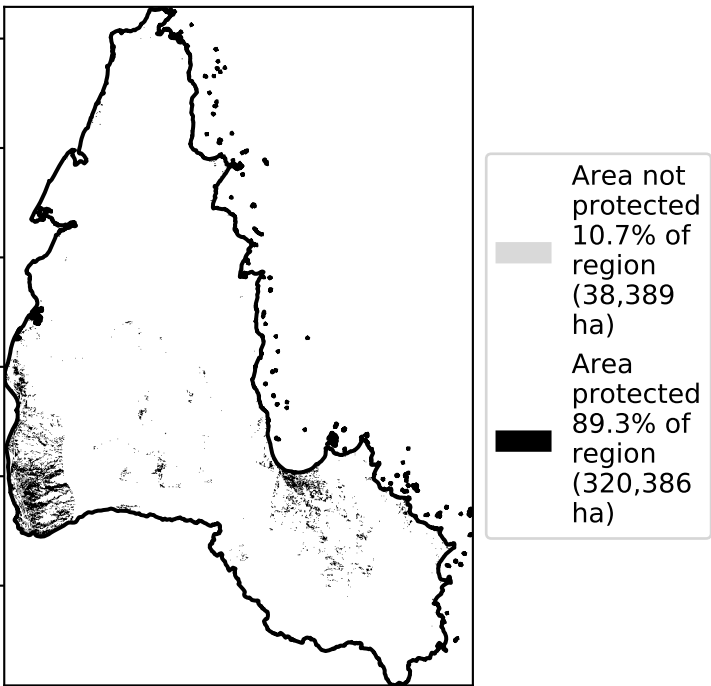 Area not
protected
10.7% of
region
(38,389
ha)
Area
protected
89.3% of
region
(320,386
ha)